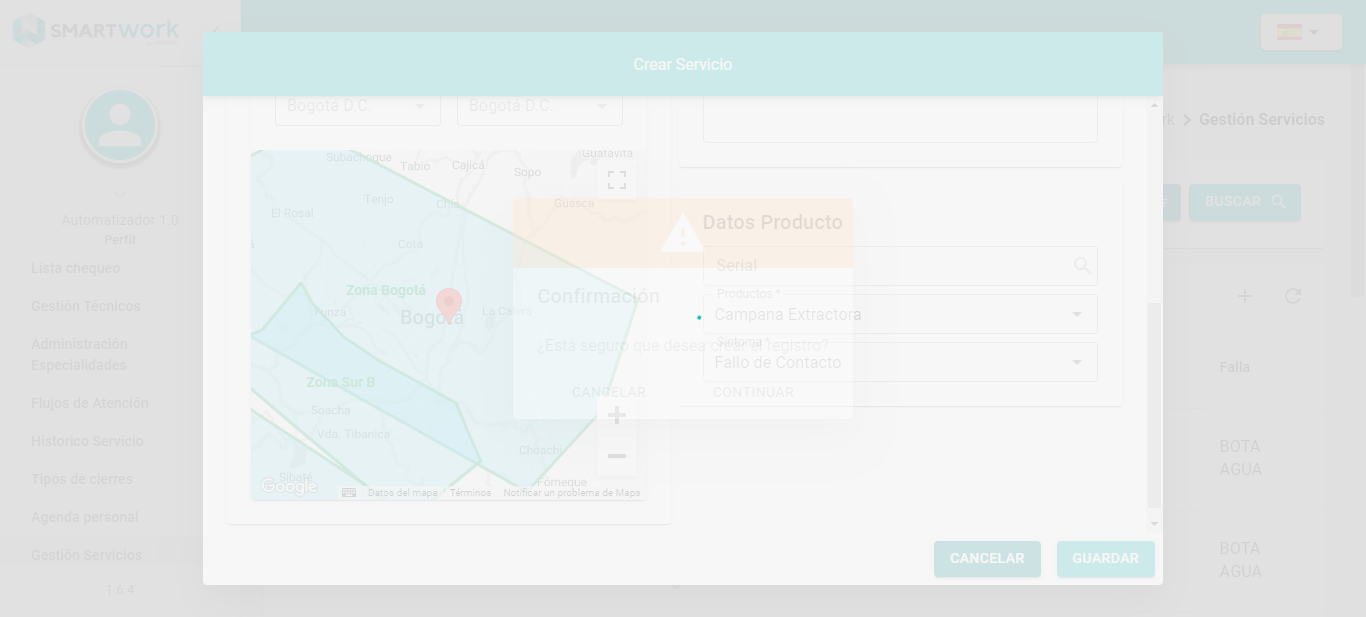 SMARTWORK
Crear Servicio
Bogotá D.C.
Bogotá D.C.
Gestión Servicios
BUSCAR
Automatizador 1.0
Perfil
Lista chequeo
Gestión Técnicos
Administración
Especialidades
Flujos de Atención
Historico Servicio
Tipos de cierres
Agenda personal
Gestión Servicios
1.6.4
Subachoque
Tabio
Cajicá
Sopo
Guatavita
Tenjo
Chía
Guasca
El Rosal
Cota
Zona Bogotá
Funza
Bogotá
La Calera
Zona Sur B
Soacha
Vda. Tibanica
Choachí
Sibaté
Fómeque
Google
Datos del mapa
Términos
Notificar un problema de Maps
Datos Producto
Serial
Productos *
Campana Extractora
Síntoma *
Fallo de Contacto
Confirmación
¿Está seguro que desea crear el registro?
CANCELAR
CONTINUAR
CANCELAR
GUARDAR
Falla
BOTA
AGUA
BOTA
AGUA